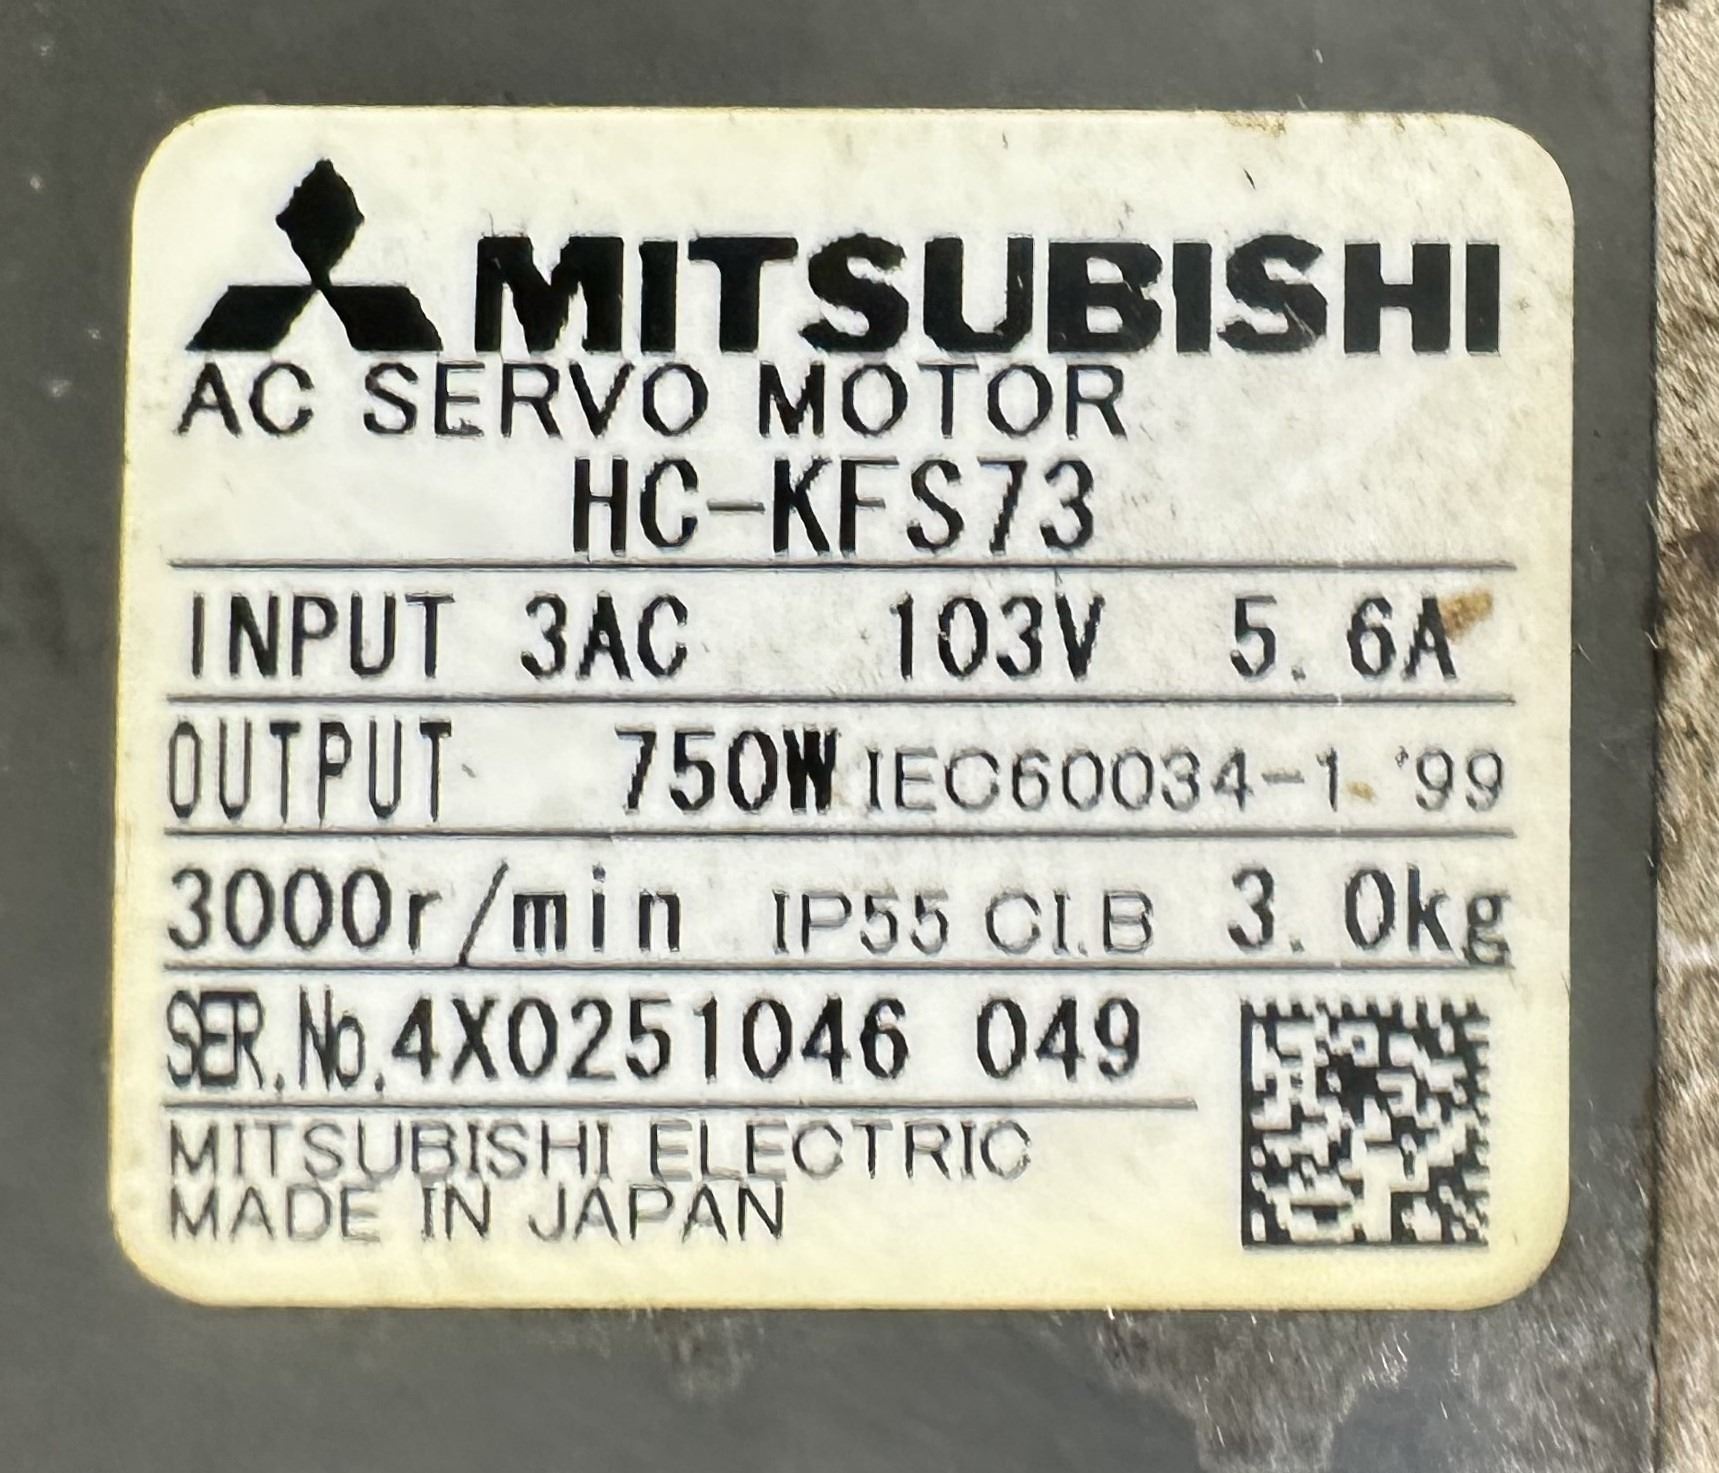 MITSUBISHI
AC SERVO MOTOR
HC-KFS73
INPUT 3AC 103V 5.6A
OUTPUT 750W IEC60034-1 '99
3000r/min IP55 CI.B 3.0kg
SER.No.4X0251046 049
MITSUBISHI ELECTRIC
MADE IN JAPAN